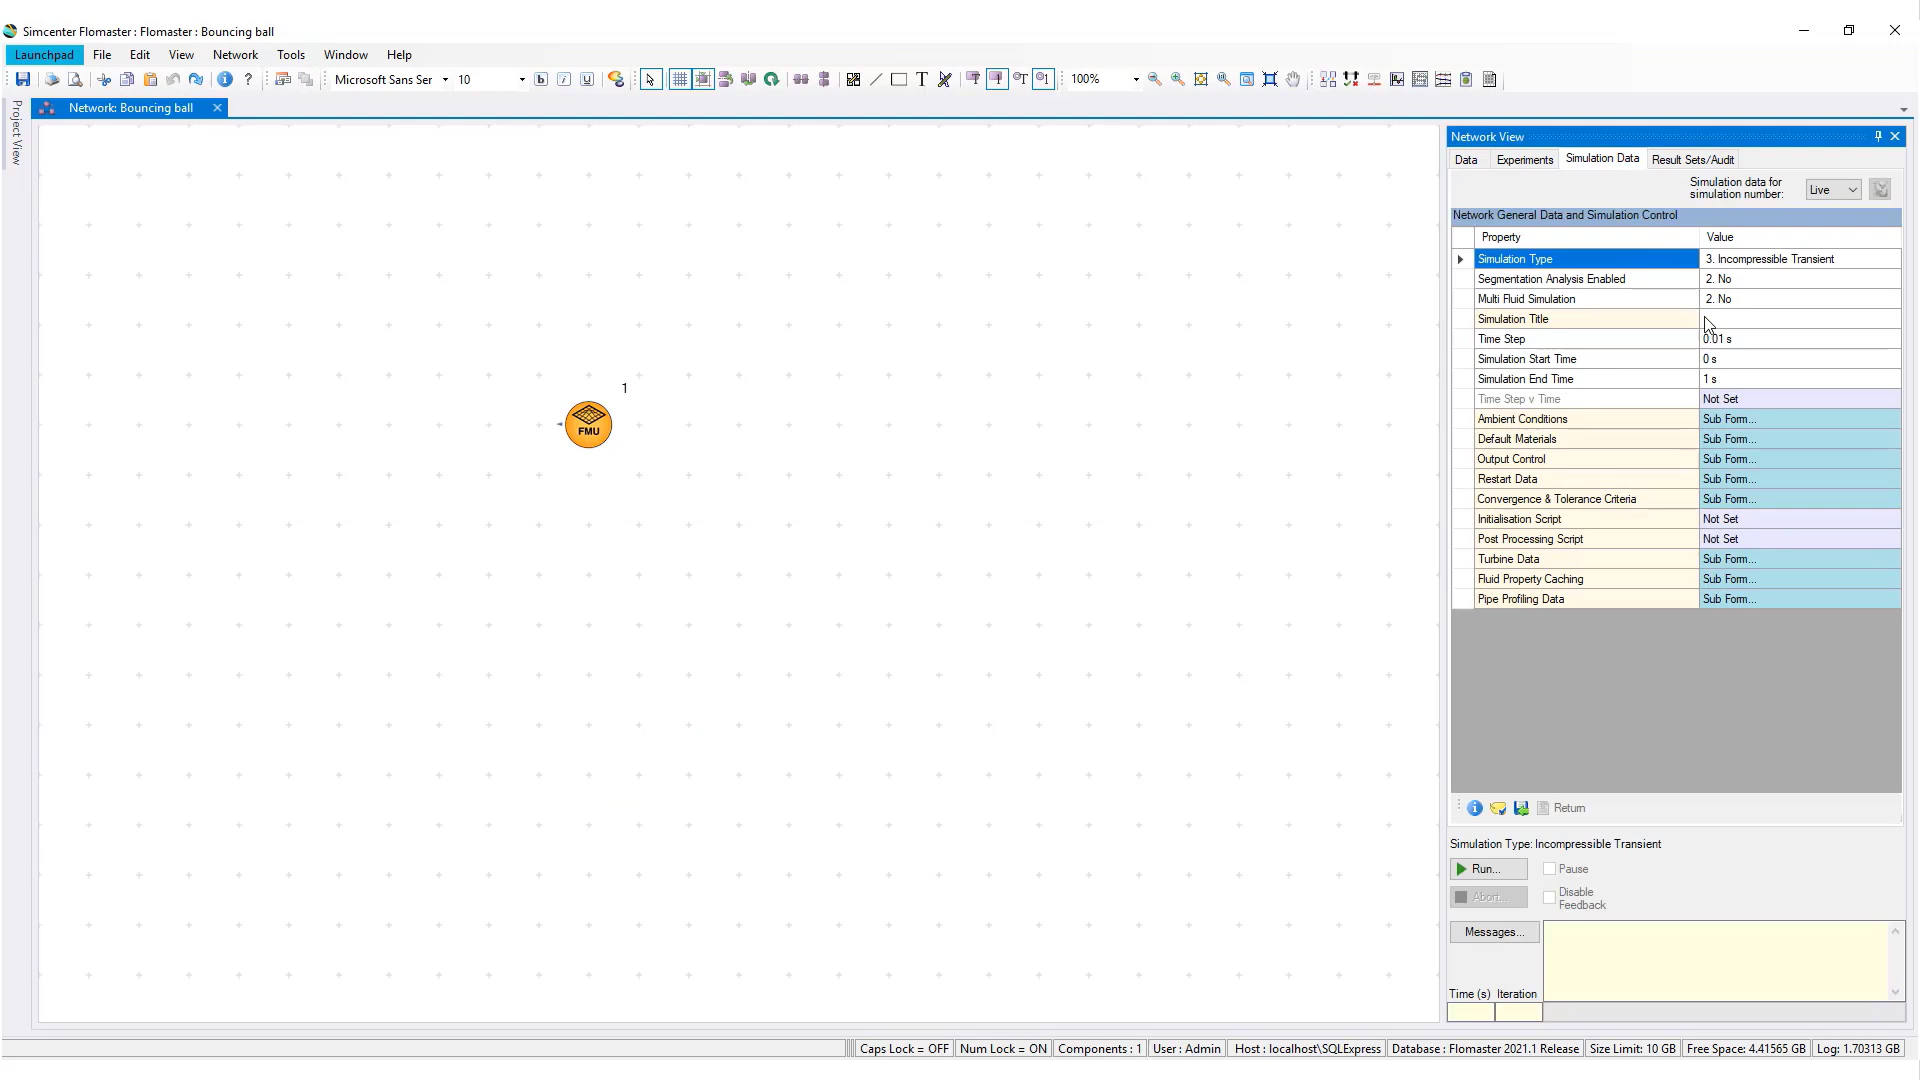 Simcenter Flomaster : Flomaster : Bouncing ball
Launchpad File Edit View Network Tools Window Help
Microsoft Sans Ser 10 b i u T 100%
Project View
Network: Bouncing ball
1
FMU
Network View
Data Experiments Simulation Data Result Sets/Audit
Simulation data for
simulation number: Live
Network General Data and Simulation Control
Property Value
Simulation Type 3. Incompressible Transient
Segmentation Analysis Enabled 2. No
Multi Fluid Simulation 2. No
Simulation Title
Time Step 0.01 s
Simulation Start Time 0 s
Simulation End Time 1 s
Time Step v Time Not Set
Ambient Conditions Sub Form...
Default Materials Sub Form...
Output Control Sub Form...
Restart Data Sub Form...
Convergence & Tolerance Criteria Sub Form...
Initialisation Script Not Set
Post Processing Script Not Set
Turbine Data Sub Form...
Fluid Property Caching Sub Form...
Pipe Profiling Data Sub Form...
Return
Simulation Type: Incompressible Transient
Run... Pause
Abort... Disable
Feedback
Messages...
Time (s) Iteration
Caps Lock = OFF Num Lock = ON Components : 1 User : Admin Host : localhost\SQLExpress Database : Flomaster 2021.1 Release Size Limit: 10 GB Free Space: 4.41565 GB Log: 1.70313 GB